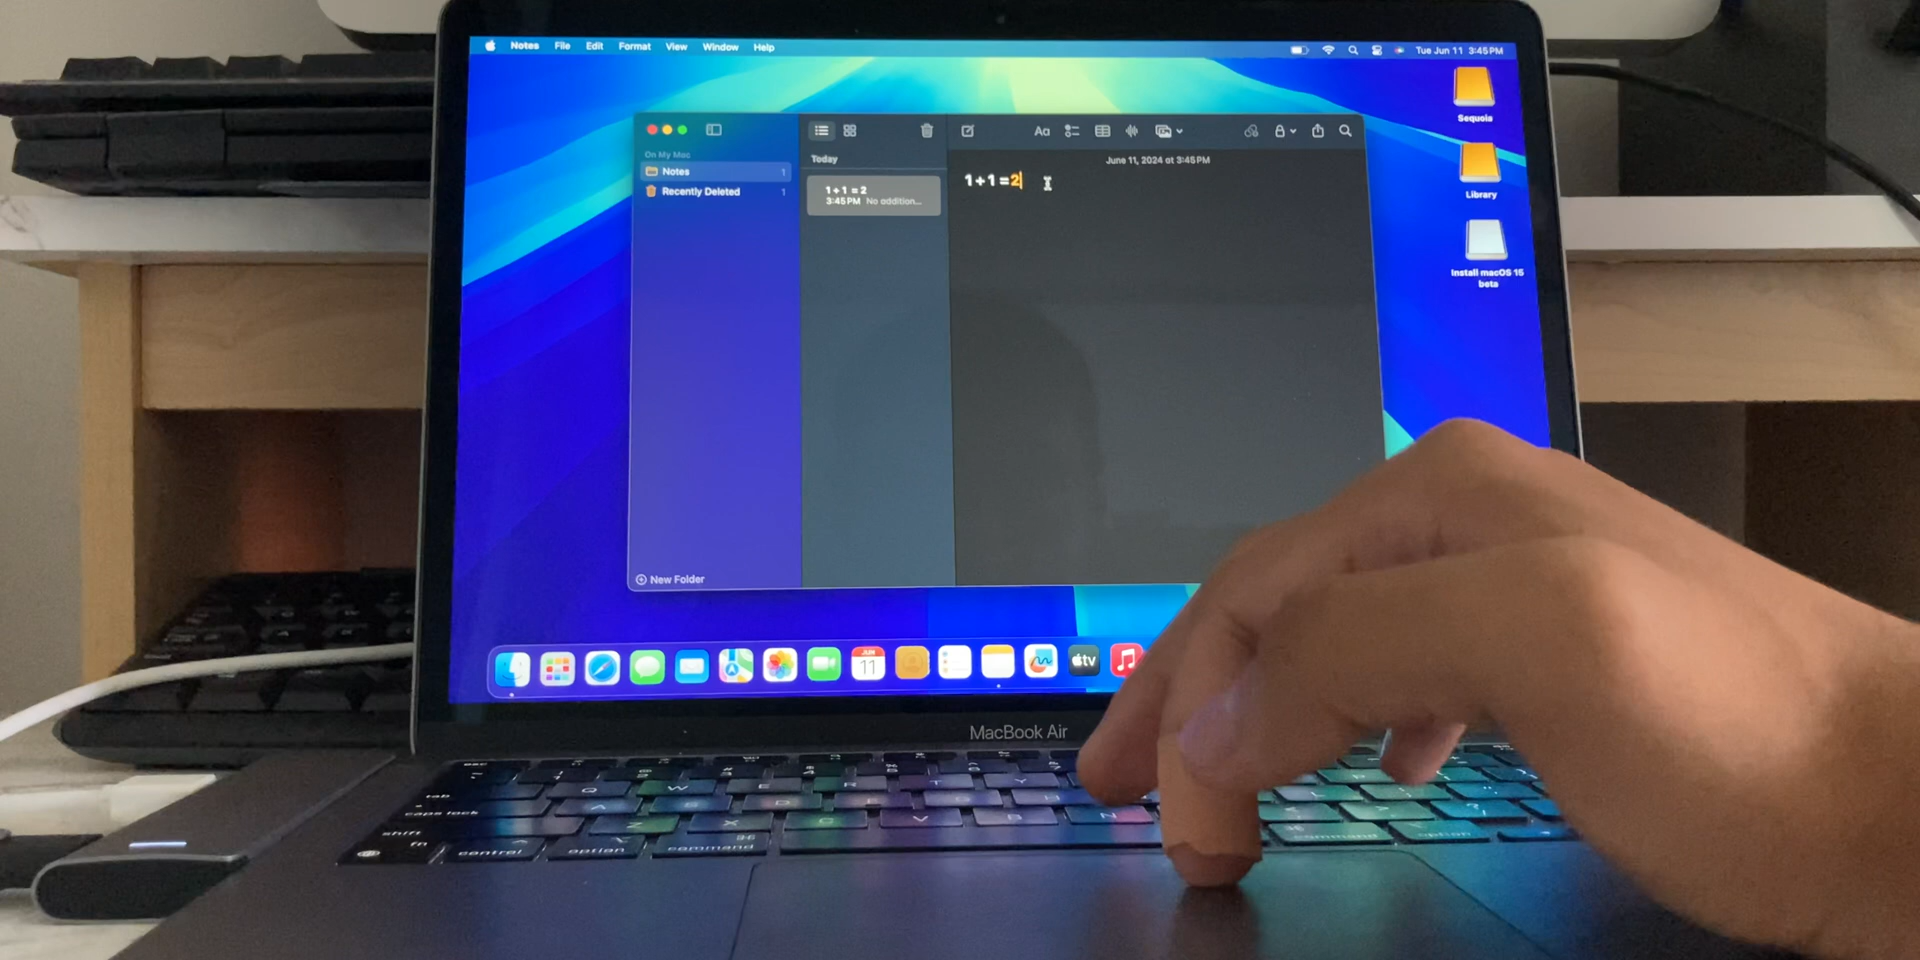 Notes File Edit Format View Window Help
Tue Jun 11 3:45 PM
Sequoia
Library
Install macOS 15
beta
On My Mac
Notes 1
Recently Deleted 1
New Folder
Today
1+1 = 2
3:45 PM No addition...
Aa
June 11, 2024 at 3:45 PM
1+1=2
JUN
11
tv
MacBook Air
Q W E R T Y
tab
A S D H
caps lock
Z X C V B N
shift
fn
control option command
command option